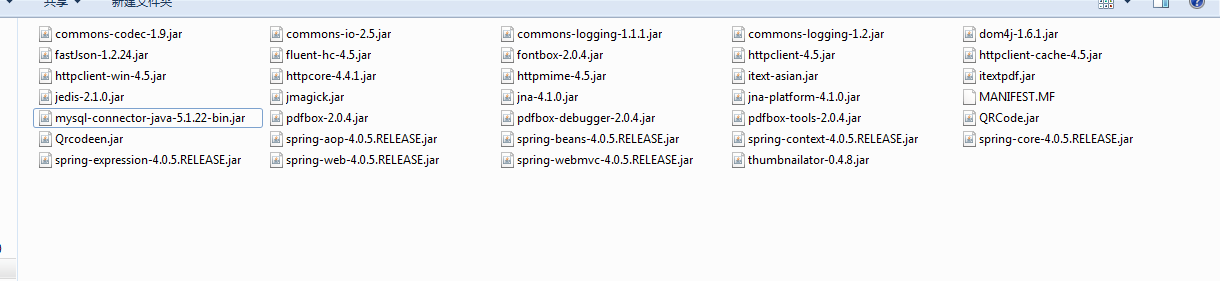 共享 新建文件夹
commons-codec-1.9.jar commons-io-2.5.jar commons-logging-1.1.1.jar commons-logging-1.2.jar dom4j-1.6.1.jar
fastJson-1.2.24.jar fluent-hc-4.5.jar fontbox-2.0.4.jar httpclient-4.5.jar httpclient-cache-4.5.jar
httpclient-win-4.5.jar httpcore-4.4.1.jar httpmime-4.5.jar itext-asian.jar itextpdf.jar
jedis-2.1.0.jar jmagick.jar jna-4.1.0.jar jna-platform-4.1.0.jar MANIFEST.MF
mysql-connector-java-5.1.22-bin.jar pdfbox-2.0.4.jar pdfbox-debugger-2.0.4.jar pdfbox-tools-2.0.4.jar QRCode.jar
Qrcodeen.jar spring-aop-4.0.5.RELEASE.jar spring-beans-4.0.5.RELEASE.jar spring-context-4.0.5.RELEASE.jar spring-core-4.0.5.RELEASE.jar
spring-expression-4.0.5.RELEASE.jar spring-web-4.0.5.RELEASE.jar spring-webmvc-4.0.5.RELEASE.jar thumbnailator-0.4.8.jar